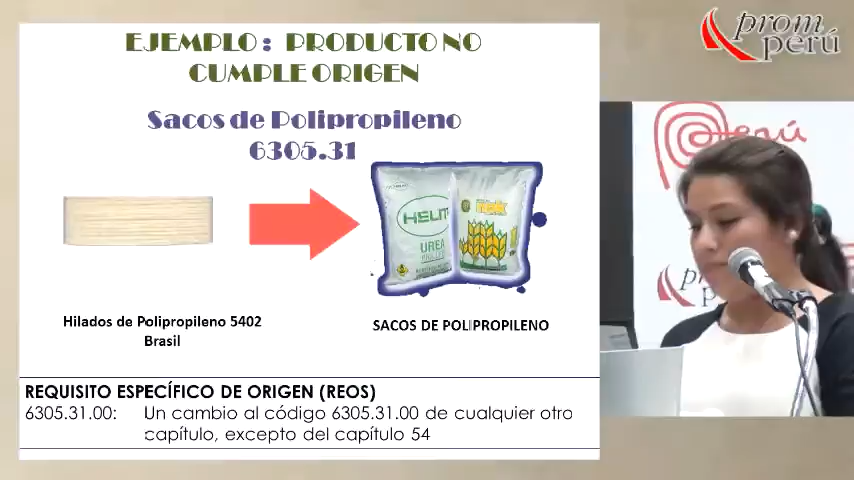 EJEMPLO : PRODUCTO NO
CUMPLE ORIGEN
Sacos de Polipropileno
6305.31
HELM
UREA
Hilados de Polipropileno 5402
Brasil
SACOS DE POLIPROPILENO
REQUISITO ESPECÍFICO DE ORIGEN (REOS)
6305.31.00: Un cambio al código 6305.31.00 de cualquier otro
capítulo, excepto del capítulo 54
prom
perú
Perú